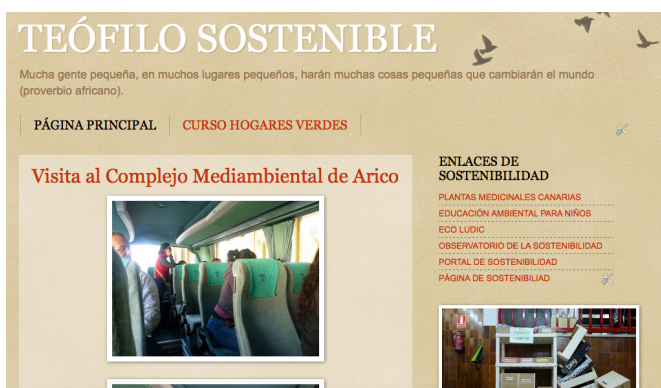 TEÓFILO SOSTENIBLE
Mucha gente pequeña, en muchos lugares pequeños, harán muchas cosas pequeñas que cambiarán el mundo
(proverbio africano).
PÁGINA PRINCIPAL
CURSO HOGARES VERDES
Visita al Complejo Mediambiental de Arico
ENLACES DE
SOSTENIBILIDAD
PLANTAS MEDICINALES CANARIAS
EDUCACIÓN AMBIENTAL PARA NIÑOS
ECO LUDIC
OBSERVATORIO DE LA SOSTENIBILIDAD
PORTAL DE SOSTENIBILIDAD
PÁGINA DE SOSTENIBILIAD
PUNTO